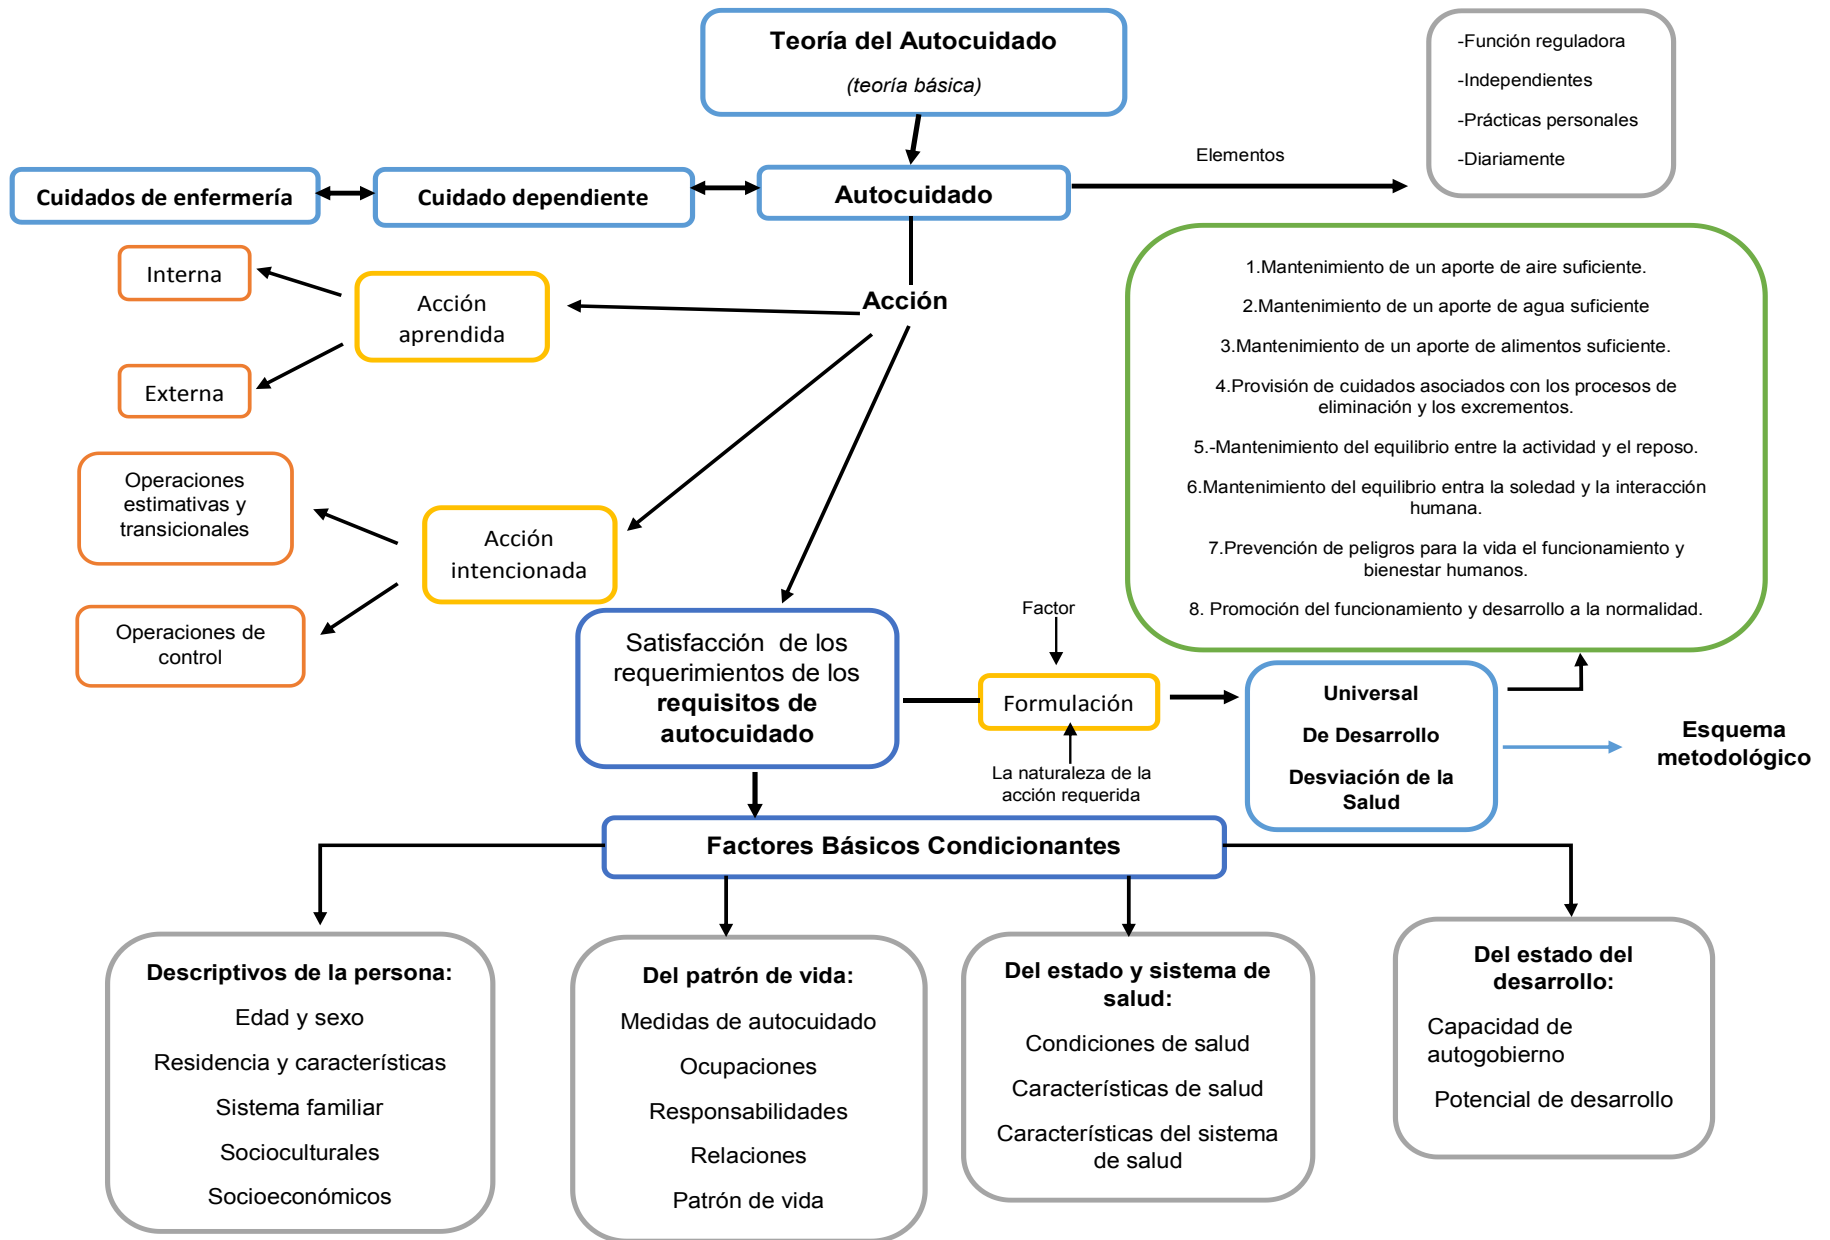 Teoría del Autocuidado
(teoría básica)
-Función reguladora
-Independientes
-Prácticas personales
-Diariamente
Elementos
Cuidados de enfermería
Cuidado dependiente
Autocuidado
Interna
Acción
aprendida
Externa
Acción
1.Mantenimiento de un aporte de aire suficiente.
2.Mantenimiento de un aporte de agua suficiente
3.Mantenimiento de un aporte de alimentos suficiente.
4.Provisión de cuidados asociados con los procesos de
eliminación y los excrementos.
5.-Mantenimiento del equilibrio entre la actividad y el reposo.
6.Mantenimiento del equilibrio entra la soledad y la interacción
humana.
7.Prevención de peligros para la vida el funcionamiento y
bienestar humanos.
8. Promoción del funcionamiento y desarrollo a la normalidad.
Operaciones
estimativas y
transicionales
Acción
intencionada
Operaciones de
control
Satisfacción  de los
requerimientos de los
requisitos de
autocuidado
Factor
Formulación
La naturaleza de la
acción requerida
Universal
De Desarrollo
Desviación de la
Salud
Esquema
metodológico
Factores Básicos Condicionantes
Descriptivos de la persona:
Edad y sexo
Residencia y características
Sistema familiar
Socioculturales
Socioeconómicos
Del patrón de vida:
Medidas de autocuidado
Ocupaciones
Responsabilidades
Relaciones
Patrón de vida
Del estado y sistema de
salud:
Condiciones de salud
Características de salud
Características del sistema
de salud
Del estado del
desarrollo:
Capacidad de
autogobierno
Potencial de desarrollo